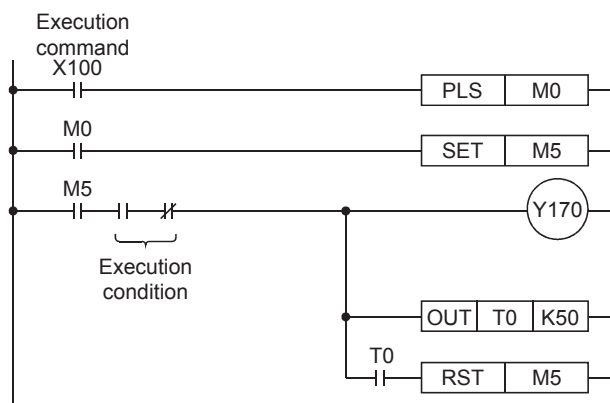 Execution
command
X100
PLS M0
M0
SET M5
M5
Y170
Execution
condition
OUT T0 K50
T0
RST M5